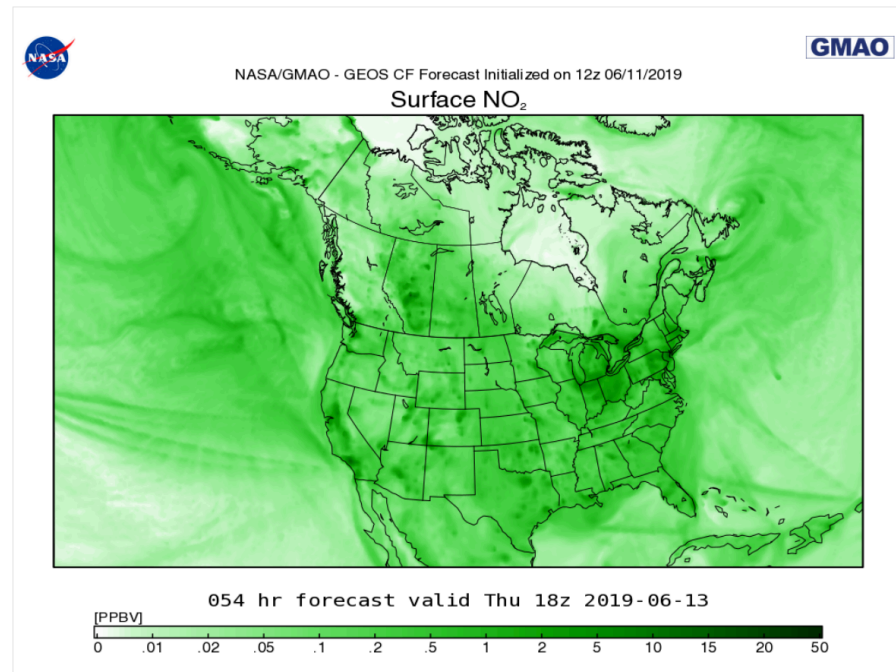 NASA
GMAO
NASA/GMAO - GEOS CF Forecast Initialized on 12z 06/11/2019
Surface NO₂
054 hr forecast valid Thu 18z 2019-06-13
[PPBV]
0 .01 .02 .05 .1 .2 .5 1 2 5 10 15 20 50